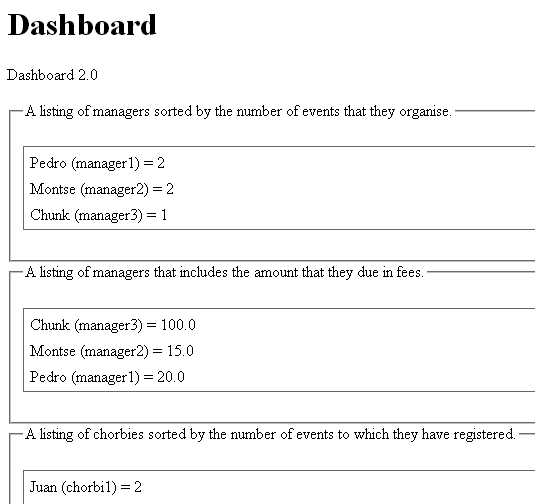 Dashboard
Dashboard 2.0
A listing of managers sorted by the number of events that they organise.
Pedro (manager1) = 2
Montse (manager2) = 2
Chunk (manager3) = 1
A listing of managers that includes the amount that they due in fees.
Chunk (manager3) = 100.0
Montse (manager2) = 15.0
Pedro (manager1) = 20.0
A listing of chorbies sorted by the number of events to which they have registered.
Juan (chorbi1) = 2